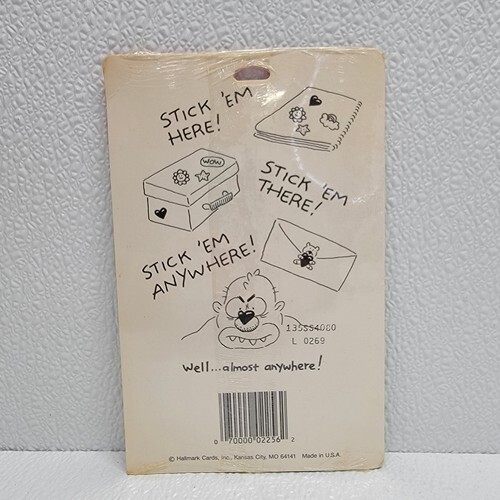 STICK 'EM
HERE!
WOW
STICK 'EM
THERE!
STICK 'EM
ANYWHERE!
135SS4080
L 0269
Well...almost anywhere!
0 70000 02256 2
© Hallmark Cards, Inc., Kansas City, MO 64141 Made in U.S.A.